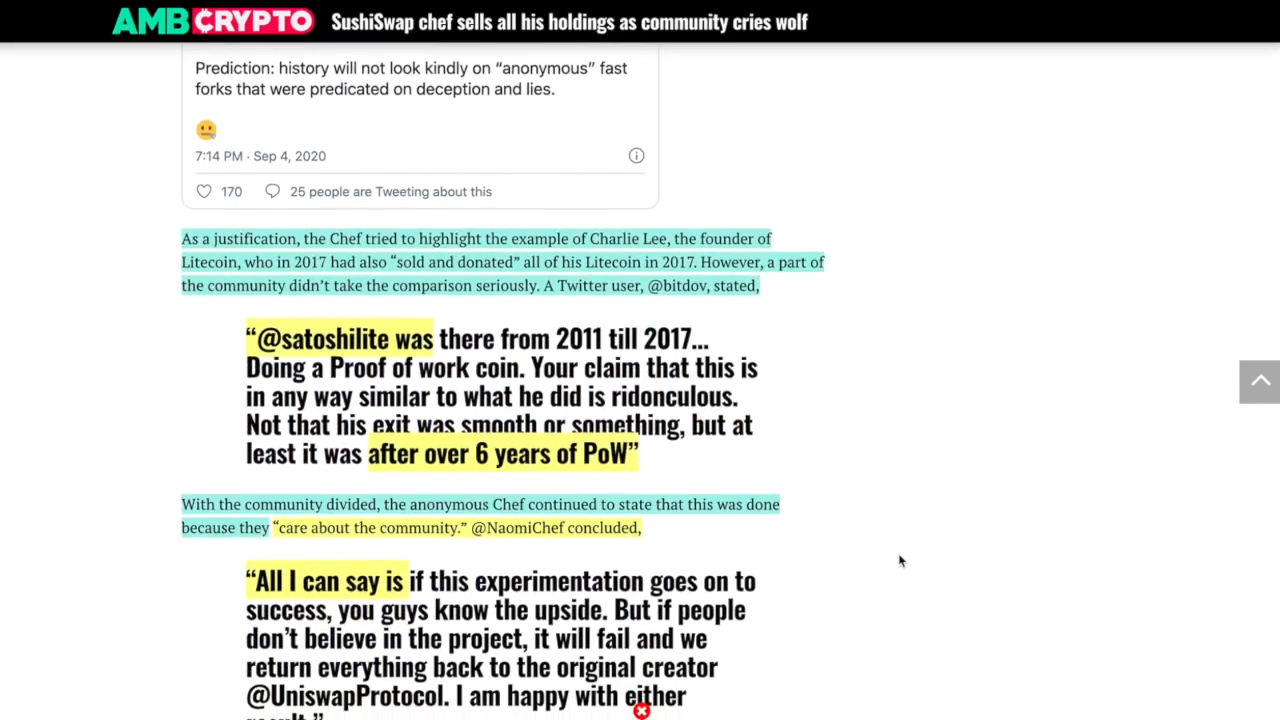 AMBCRYPTO SushiSwap chef sells all his holdings as community cries wolf
Prediction: history will not look kindly on “anonymous” fast
forks that were predicated on deception and lies.
7:14 PM · Sep 4, 2020
170 25 people are Tweeting about this
As a justification, the Chef tried to highlight the example of Charlie Lee, the founder of
Litecoin, who in 2017 had also “sold and donated” all of his Litecoin in 2017. However, a part of
the community didn’t take the comparison seriously. A Twitter user, @bitdov, stated,
“@satoshilite was there from 2011 till 2017…
Doing a Proof of work coin. Your claim that this is
in any way similar to what he did is ridonculous.
Not that his exit was smooth or something, but at
least it was after over 6 years of PoW”
With the community divided, the anonymous Chef continued to state that this was done
because they “care about the community.” @NaomiChef concluded,
“All I can say is if this experimentation goes on to
success, you guys know the upside. But if people
don’t believe in the project, it will fail and we
return everything back to the original creator
@UniswapProtocol. I am happy with either
result.”